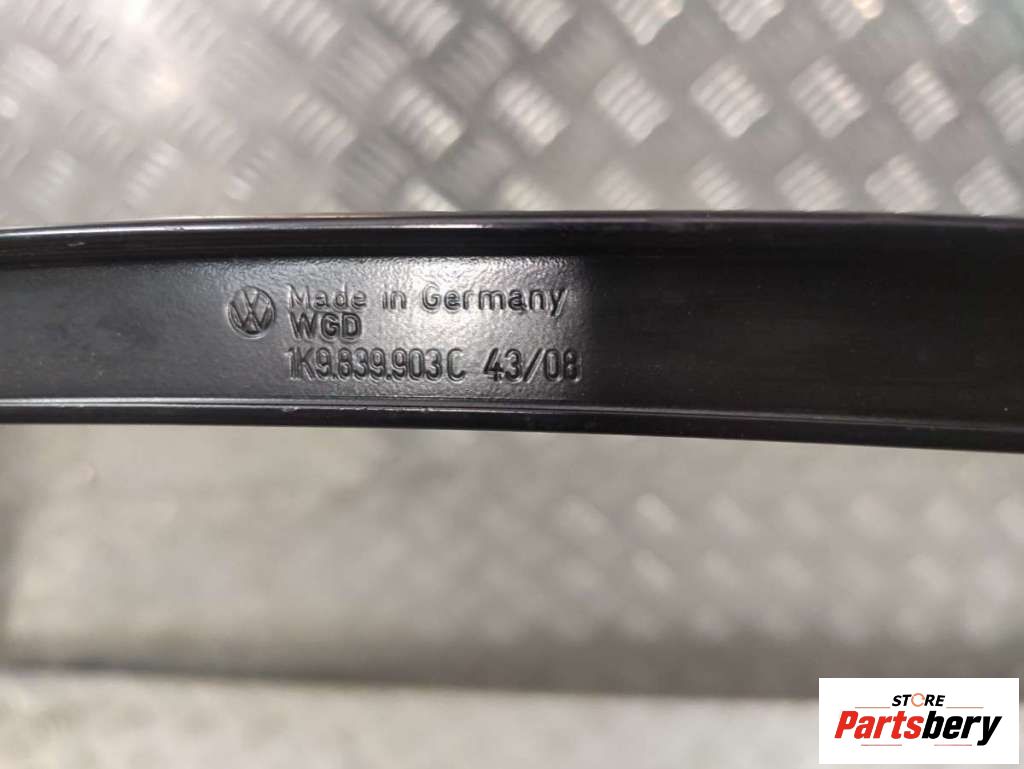 Made in Germany
WGD
1K9.839.903C 43/08
STORE
Partsbery